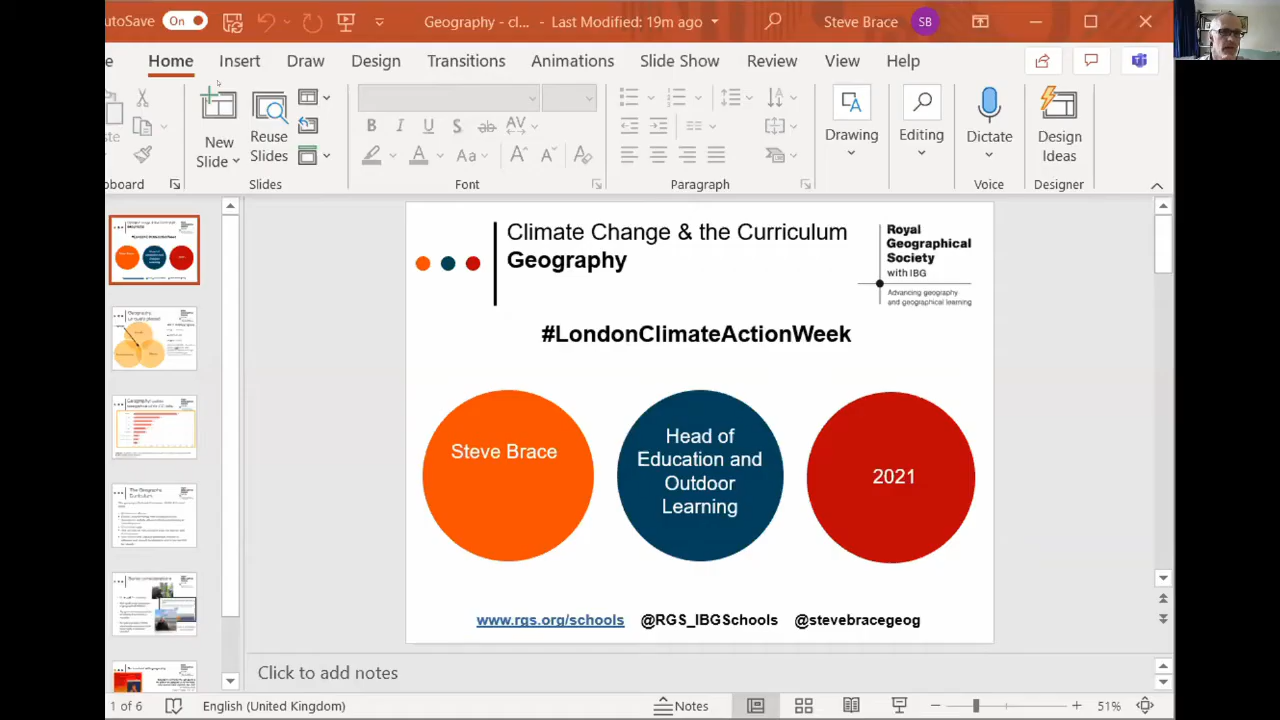 utoSave
On
Geography - cl... - Last Modified: 19m ago
Steve Brace
SB
Home
Insert
Draw
Design
Transitions
Animations
Slide Show
Review
View
Help
New
Slide
Reuse
Slides
Drawing
Editing
Dictate
Design
Ideas
board
Slides
Font
Paragraph
Voice
Designer
Climate Change & the Curriculum
Geography
Royal
Geographical
Society
with IBG
Advancing geography
and geographical learning
#LondonClimateActionWeek
Steve Brace
Head of
Education and
Outdoor
Learning
2021
www.rgs.org/schools @RGS_IBGSchools @stevebracegeog
Click to add notes
1 of 6
English (United Kingdom)
Notes
51%